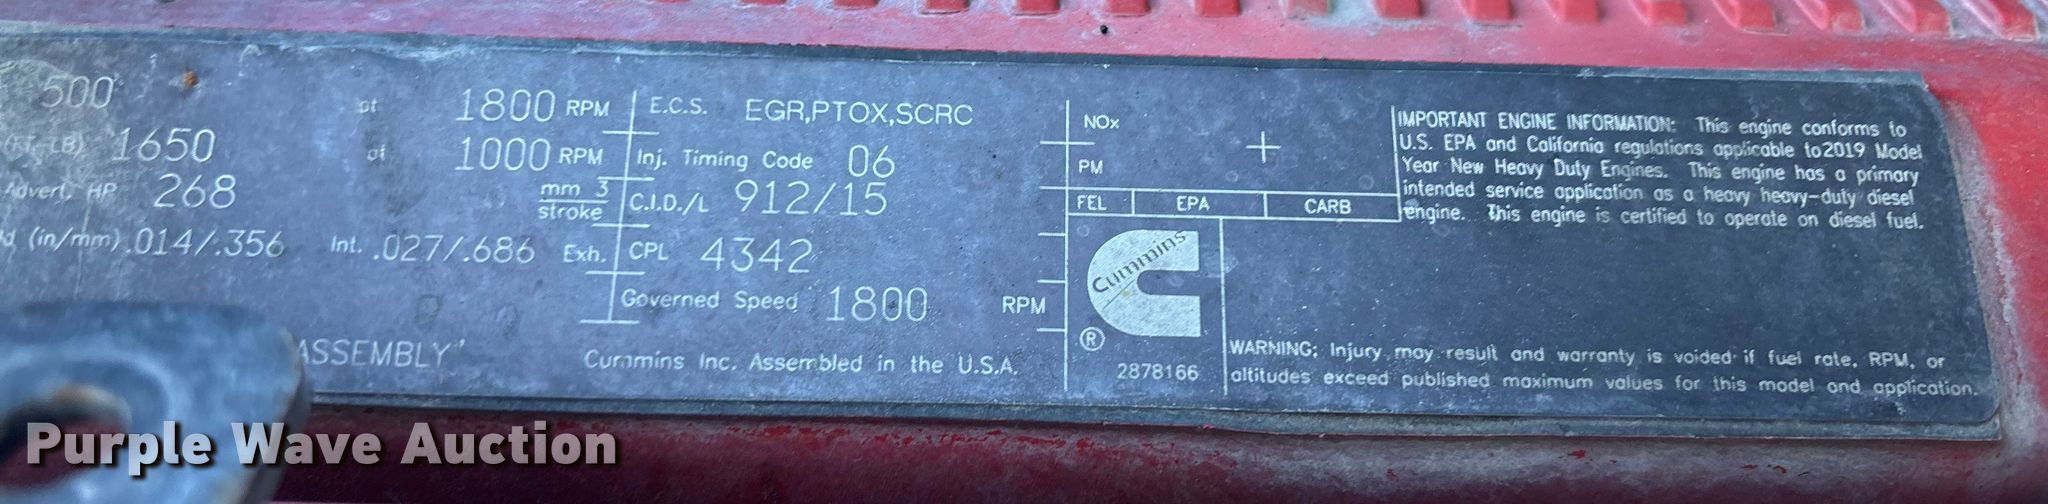 500 at 1800 RPM
(FT-LB) 1650 at 1000 RPM
Advert. HP 268 mm 3 / stroke
(in/mm) .014/.356 Int. .027/.686 Exh.
ASSEMBLY"
E.C.S. EGR,PTOX,SCRC
Inj. Timing Code 06
C.I.D./L 912/15
CPL 4342
Governed Speed 1800 RPM
Cummins Inc. Assembled in the U.S.A.
NOx
PM
FEL EPA CARB
Cummins
®
2878166
IMPORTANT ENGINE INFORMATION: This engine conforms to
U.S. EPA and California regulations applicable to 2019 Model
Year New Heavy Duty Engines. This engine has a primary
intended service application as a heavy heavy-duty diesel
engine. This engine is certified to operate on diesel fuel.
WARNING: Injury may result and warranty is voided if fuel rate, RPM, or
altitudes exceed published maximum values for this model and application.
Purple Wave Auction